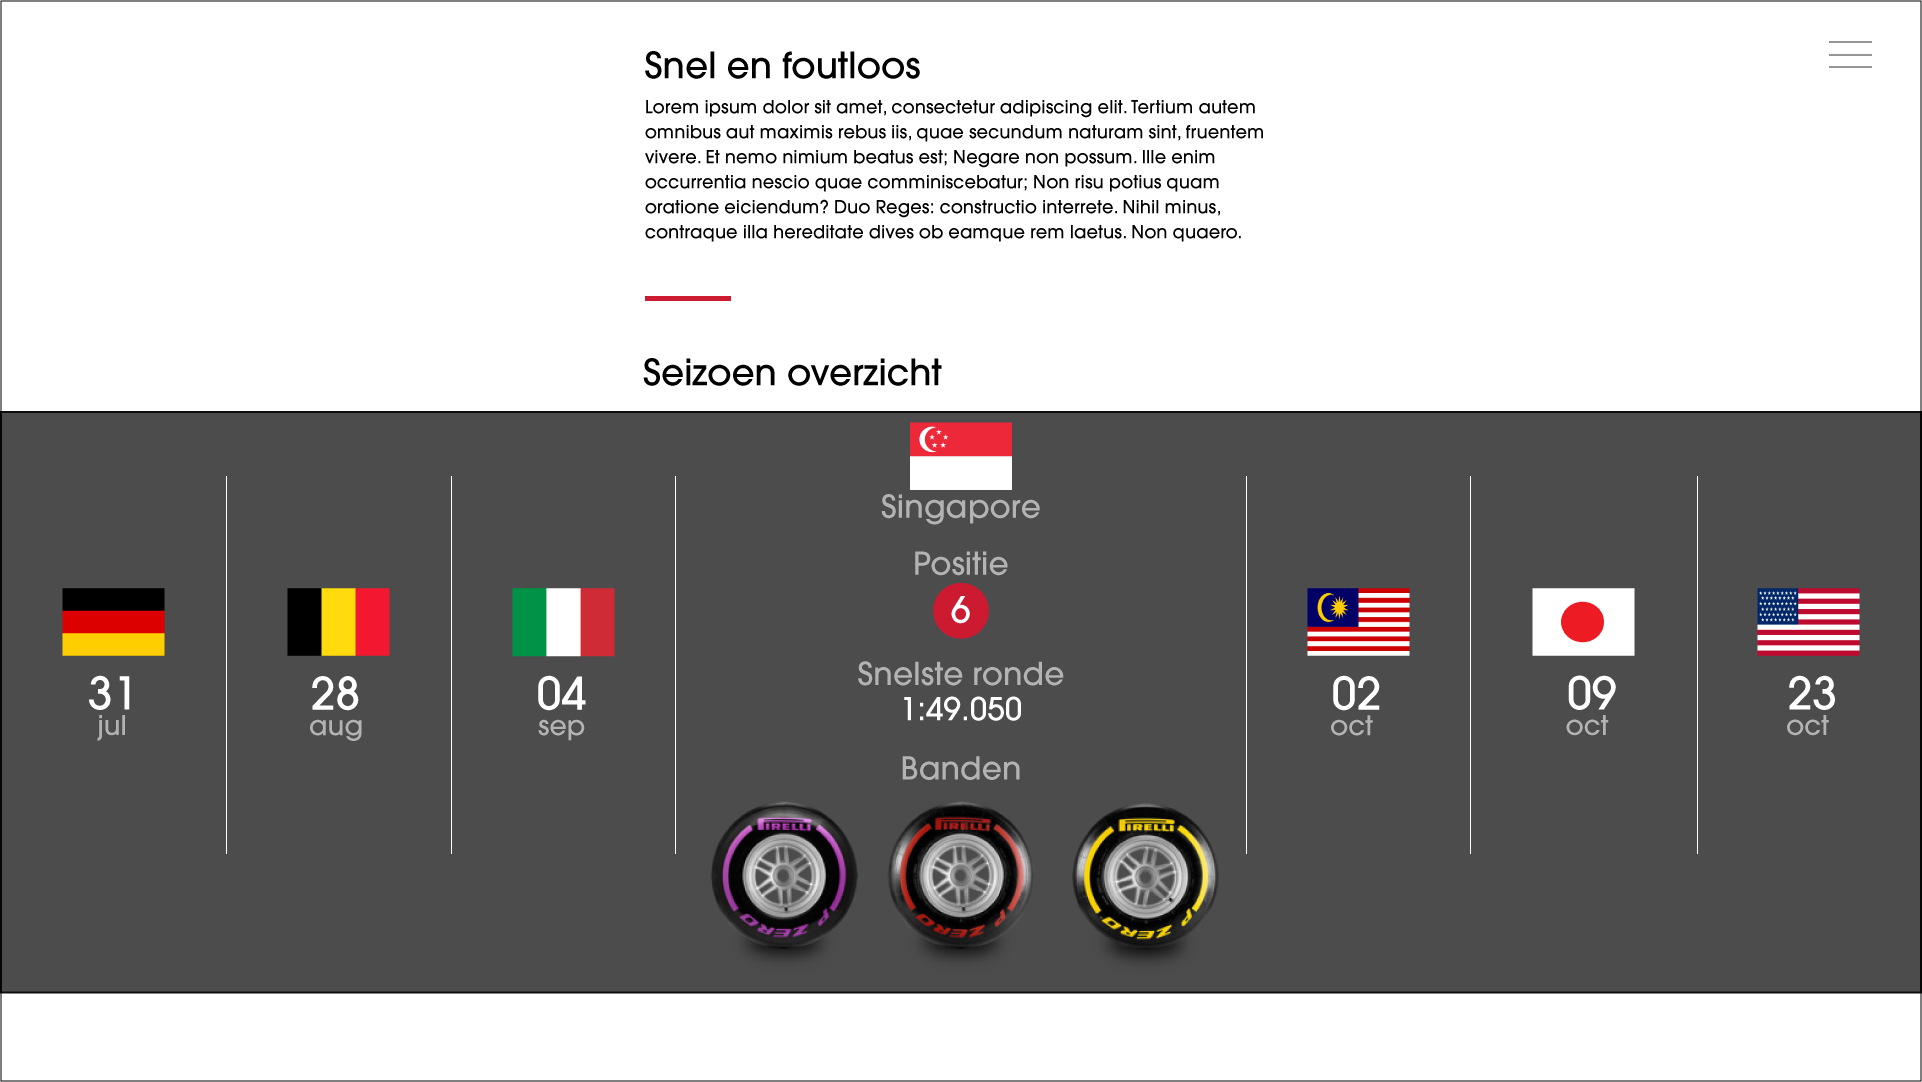 Snel en foutloos
Lorem ipsum dolor sit amet, consectetur adipiscing elit. Tertium autem
omnibus aut maximis rebus iis, quae secundum naturam sint, fruentem
vivere. Et nemo nimium beatus est; Negare non possum. Ille enim
occurrentia nescio quae comminiscebatur; Non risu potius quam
oratione eiciendum? Duo Reges: constructio interrete. Nihil minus,
contraque illa hereditate dives ob eamque rem laetus. Non quaero.
Seizoen overzicht
31
jul
28
aug
04
sep
Singapore
Positie
6
Snelste ronde
1:49.050
Banden
PIRELLI
P ZERO
PIRELLI
P ZERO
PIRELLI
P ZERO
02
oct
09
oct
23
oct